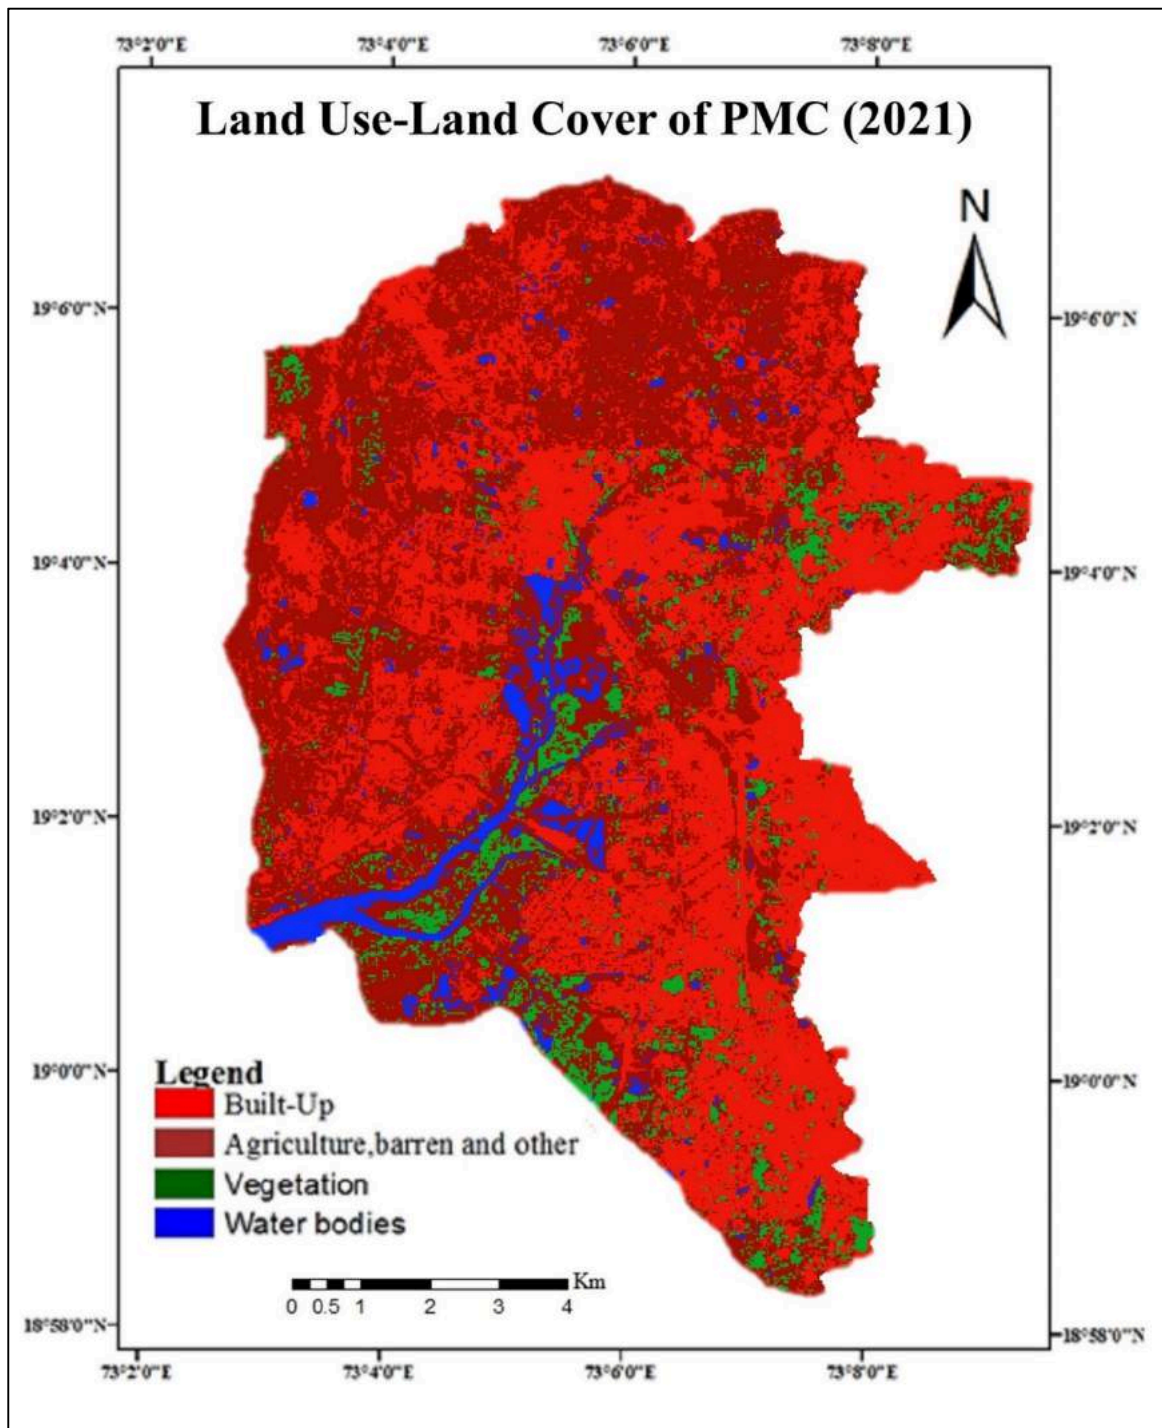 73°2'0"E 73°4'0"E 73°6'0"E 73°8'0"E
Land Use-Land Cover of PMC (2021)
N
19°6'0"N 19°6'0"N
19°4'0"N 19°4'0"N
19°2'0"N 19°2'0"N
19°0'0"N 19°0'0"N
Legend
Built-Up
Agriculture,barren and other
Vegetation
Water bodies
Km
0 0.5 1 2 3 4
18°58'0"N 18°58'0"N
73°2'0"E 73°4'0"E 73°6'0"E 73°8'0"E